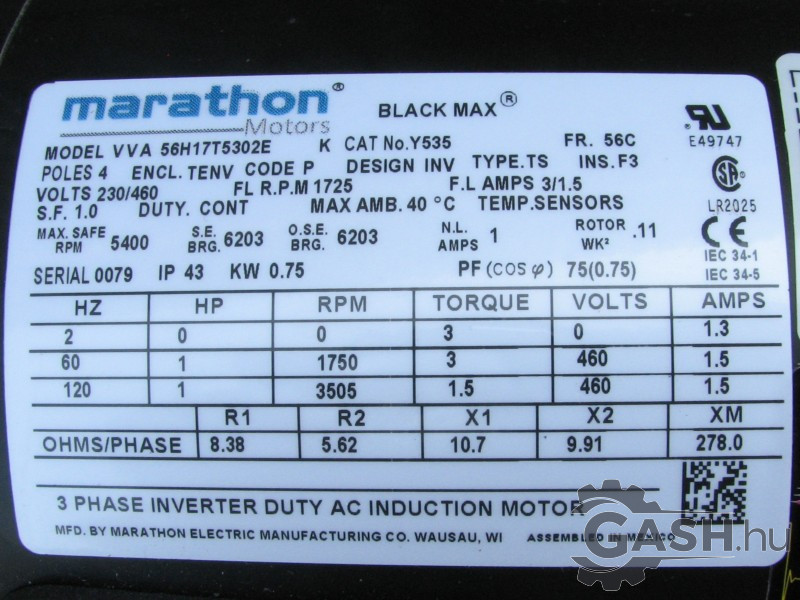 marathon®
Motors
BLACK MAX®
MODEL VVA 56H17T5302E K CAT No.Y535 FR. 56C
POLES 4 ENCL. TENV CODE P DESIGN INV TYPE.TS INS.F3
VOLTS 230/460 FL R.P.M 1725 F.L AMPS 3/1.5
S.F. 1.0 DUTY. CONT MAX AMB. 40 °C TEMP.SENSORS
MAX. SAFE RPM 5400 S.E. BRG. 6203 O.S.E. BRG. 6203 N.L. AMPS 1 ROTOR WK² .11
SERIAL 0079 IP 43 KW 0.75 PF (COS φ) 75(0.75)
E49747
LR2025
CE
IEC 34-1
IEC 34-5
HZ HP RPM TORQUE VOLTS AMPS
2 0 0 3 0 1.3
60 1 1750 3 460 1.5
120 1 3505 1.5 460 1.5
R1 R2 X1 X2 XM
OHMS/PHASE 8.38 5.62 10.7 9.91 278.0
3 PHASE INVERTER DUTY AC INDUCTION MOTOR
MFD. BY MARATHON ELECTRIC MANUFACTURING CO. WAUSAU, WI ASSEMBLED IN MEXICO
GASH.hu